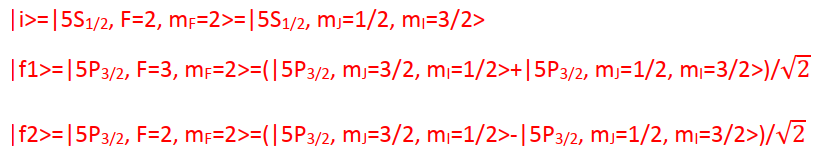 |i>=|5S1/2, F=2, mF=2>=|5S1/2, mJ=1/2, mI=3/2>
|f1>=|5P3/2, F=3, mF=2>=(|5P3/2, mJ=3/2, mI=1/2>+|5P3/2, mJ=1/2, mI=3/2>)/√2
|f2>=|5P3/2, F=2, mF=2>=(|5P3/2, mJ=3/2, mI=1/2>-|5P3/2, mJ=1/2, mI=3/2>)/√2